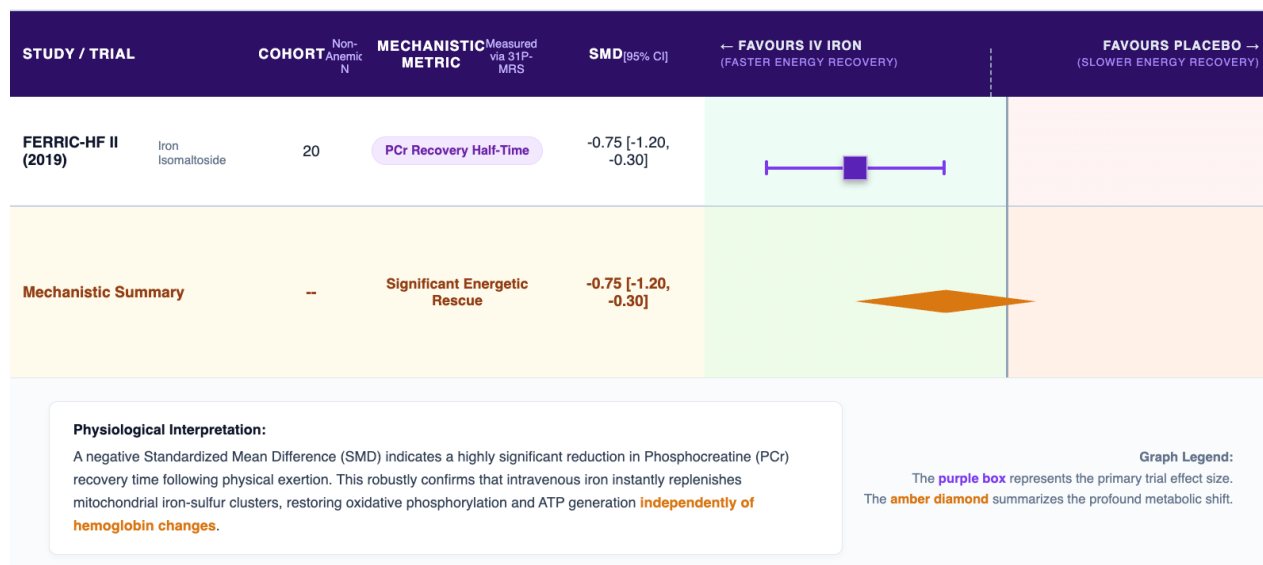 STUDY / TRIAL
COHORT
Non-
Anemic
N
MECHANISTIC
METRIC
Measured
via 31P-
MRS
SMD[95% CI]
← FAVOURS IV IRON
(FASTER ENERGY RECOVERY)
FAVOURS PLACEBO →
(SLOWER ENERGY RECOVERY)
FERRIC-HF II
(2019)
Iron
Isomaltoside
20
PCr Recovery Half-Time
-0.75 [-1.20,
-0.30]
Mechanistic Summary
--
Significant Energetic
Rescue
-0.75 [-1.20,
-0.30]
Physiological Interpretation:
A negative Standardized Mean Difference (SMD) indicates a highly significant reduction in Phosphocreatine (PCr)
recovery time following physical exertion. This robustly confirms that intravenous iron instantly replenishes
mitochondrial iron-sulfur clusters, restoring oxidative phosphorylation and ATP generation independently of
hemoglobin changes.
Graph Legend:
The purple box represents the primary trial effect size.
The amber diamond summarizes the profound metabolic shift.